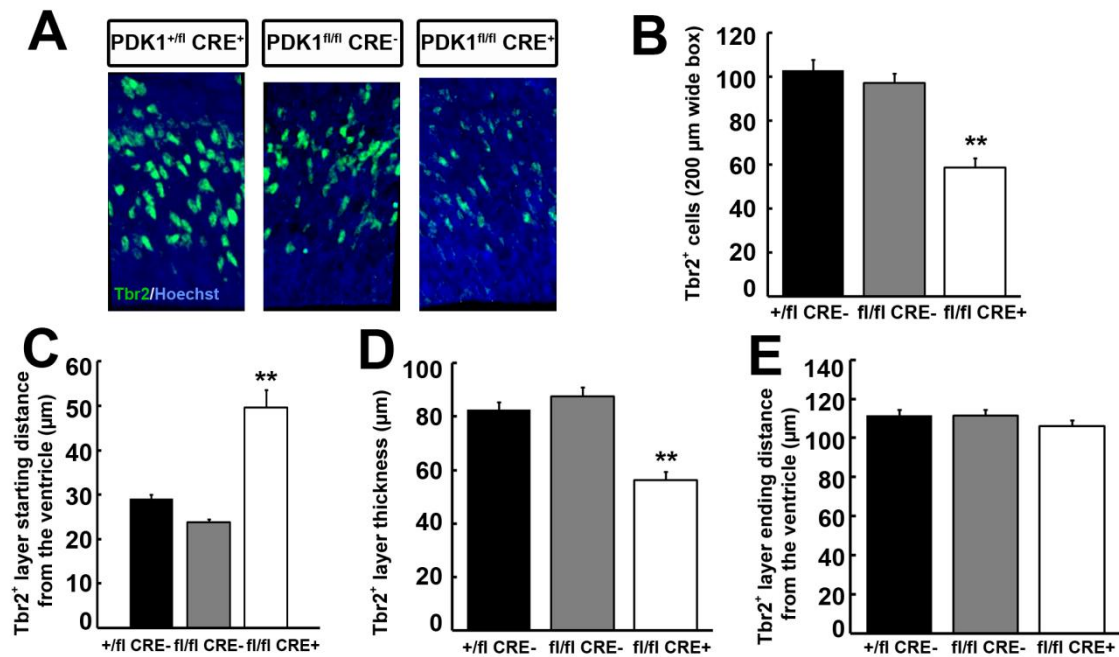 A
PDK1+/fl CRE+
PDK1fl/fl CRE-
PDK1fl/fl CRE+
Tbr2/Hoechst
B
Tbr2+ cells (200 µm wide box)
120
100
80
60
40
20
0
**
+/fl CRE- fl/fl CRE- fl/fl CRE+
C
Tbr2+ layer starting distance
from the ventricle (µm)
60
50
40
30
20
10
0
**
+/fl CRE- fl/fl CRE- fl/fl CRE+
D
Tbr2+ layer thickness (µm)
100
80
60
40
20
0
**
+/fl CRE- fl/fl CRE- fl/fl CRE+
E
Tbr2+ layer ending distance
from the ventricle (µm)
140
120
100
80
60
40
20
0
+/fl CRE- fl/fl CRE- fl/fl CRE+